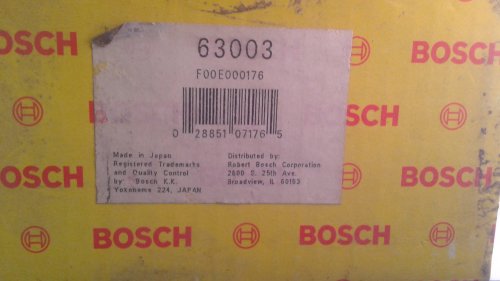 BOSCH
63003
F00E000176
0 28851 07176 5
Made in Japan
Registered Trademarks
and Quality Control
by Bosch K.K.
Yokohama 224, JAPAN
Distributed by:
Robert Bosch Corporation
2800 S. 25th Ave.
Broadview, IL 60153
BOSCH
BOSCH
BOSCH
BOSCH
BOSCH
BOSCH
BOSCH